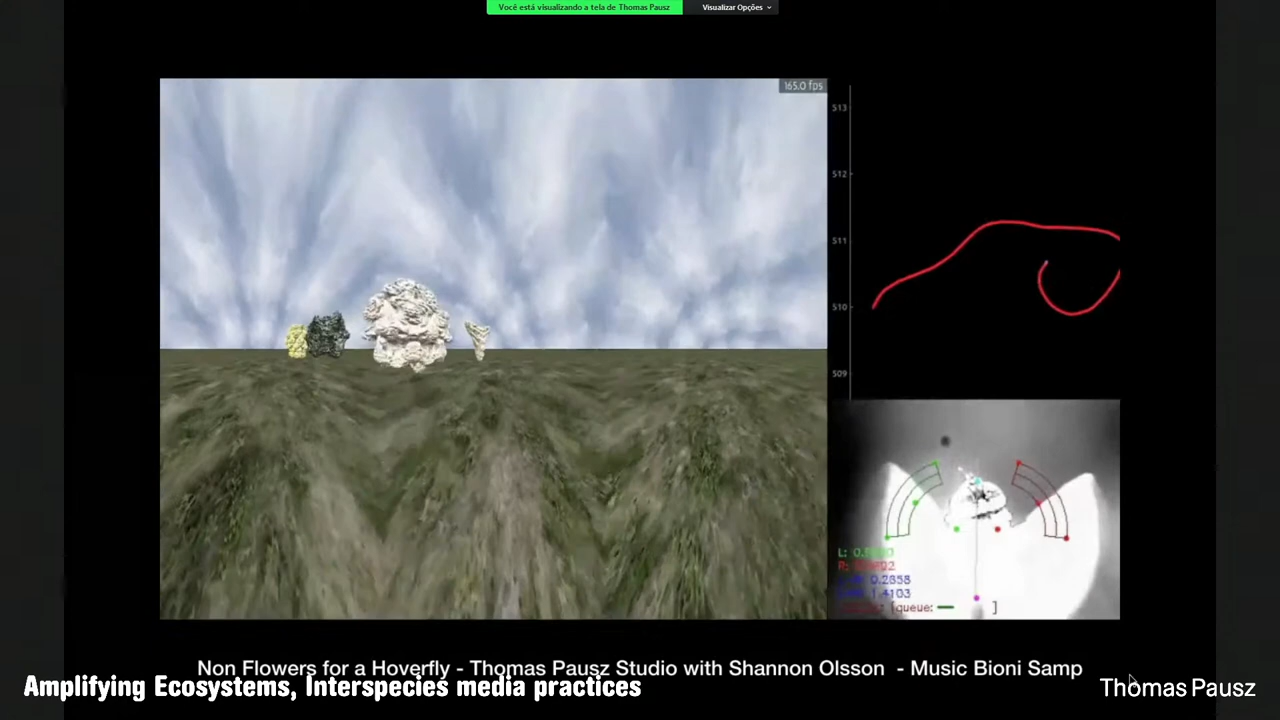 Você está visualizando a tela de Thomas Pausz
Visualizar Opções
165.0 fps
513
512
511
510
509
[queue: ]
Non Flowers for a Hoverfly - Thomas Pausz Studio with Shannon Olsson - Music Bioni Samp
Amplifying Ecosystems, Interspecies media practices
Thomas Pausz